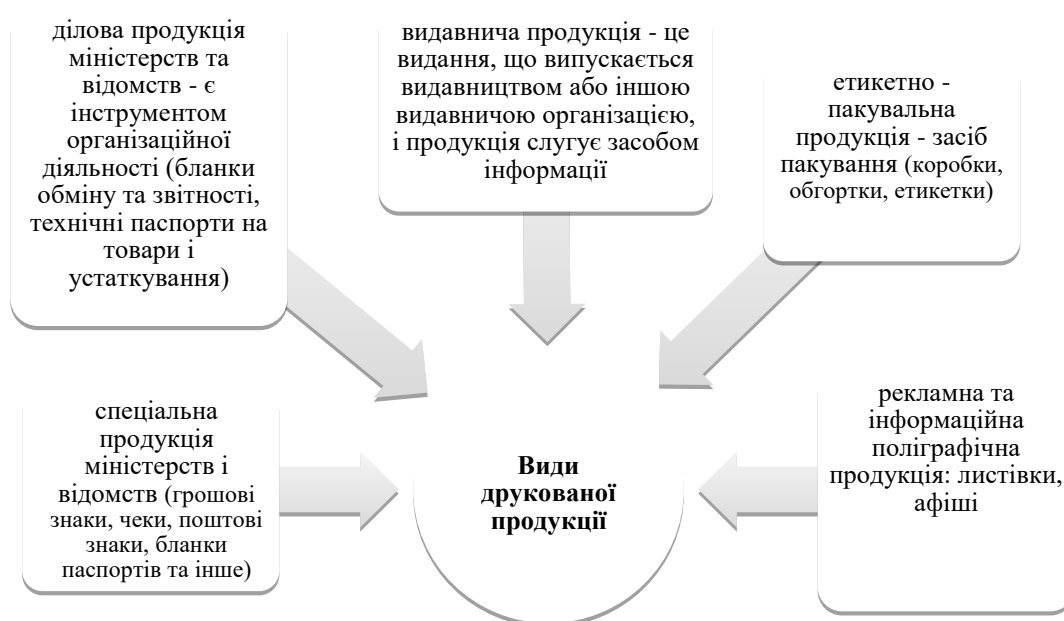 ділова продукція
міністерств та
відомств - є
інструментом
організаційної
діяльності (бланки
обміну та звітності,
технічні паспорти на
товари і
устаткування)
видавнича продукція - це
видання, що випускається
видавництвом або іншою
видавничою організацією,
і продукція слугує засобом
інформації
етикетно -
пакувальна
продукція - засіб
пакування (коробки,
обгортки, етикетки)
спеціальна
продукція
міністерств і
відомств (грошові
знаки, чеки, поштові
знаки, бланки
паспортів та інше)
Види
друкованої
продукції
рекламна та
інформаційна
поліграфічна
продукція: листівки,
афіші